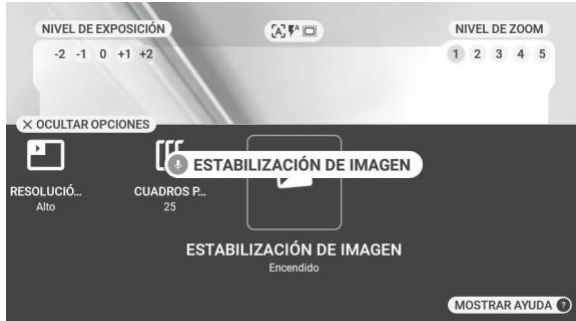 NIVEL DE EXPOSICIÓN
-2 -1 0 +1 +2
[A] A
NIVEL DE ZOOM
1 2 3 4 5
X OCULTAR OPCIONES
ESTABILIZACIÓN DE IMAGEN
RESOLUCIÓ...
Alto
CUADROS P...
25
ESTABILIZACIÓN DE IMAGEN
Encendido
MOSTRAR AYUDA ?